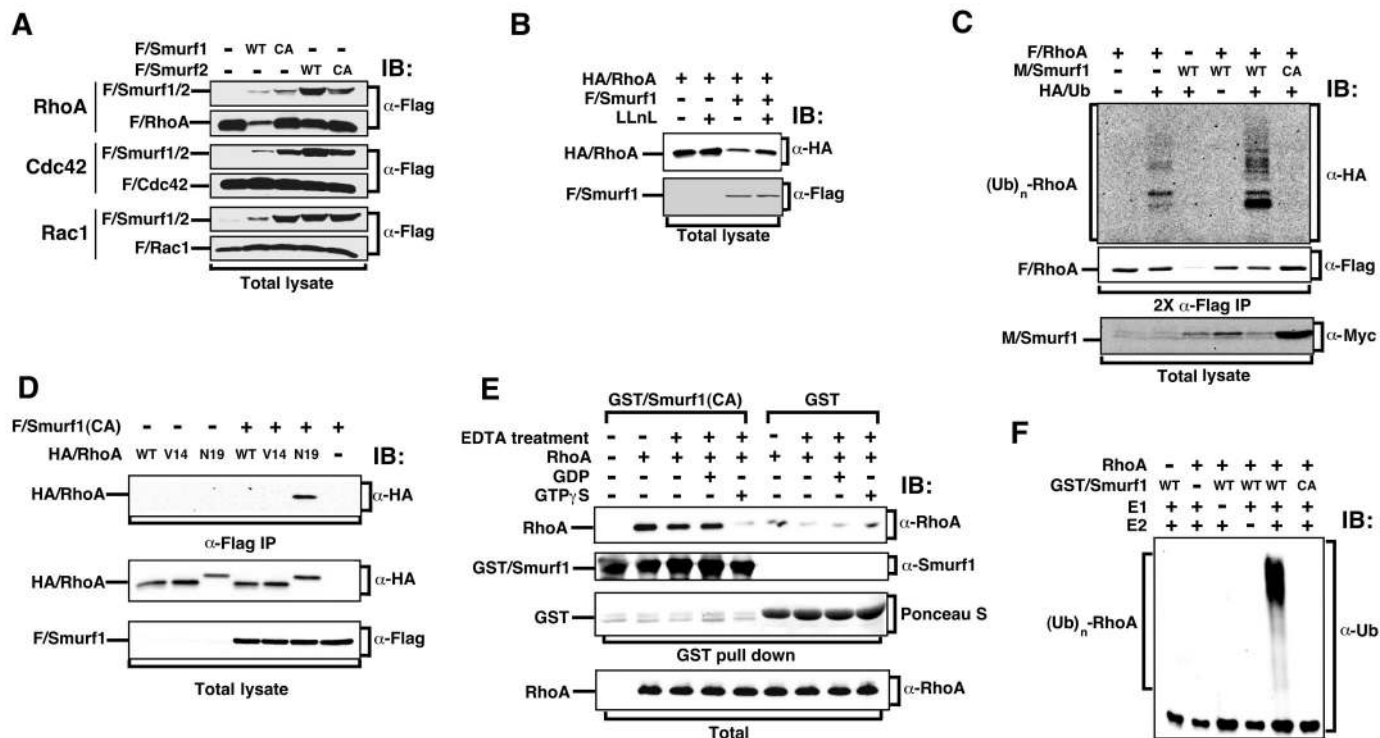 A
F/Smurf1 - WT CA - -
F/Smurf2 - - - WT CA IB:
RhoA
F/Smurf1/2 α-Flag
F/RhoA
Cdc42
F/Smurf1/2 α-Flag
F/Cdc42
Rac1
F/Smurf1/2 α-Flag
F/Rac1
Total lysate
B
HA/RhoA + + + +
F/Smurf1 - - + + IB:
LLnL - + - +
HA/RhoA α-HA
F/Smurf1 α-Flag
Total lysate
C
F/RhoA + + - + + +
M/Smurf1 - - WT WT WT CA
HA/Ub - + + - + + IB:
(Ub)n-RhoA α-HA
F/RhoA α-Flag
2X α-Flag IP
M/Smurf1 α-Myc
Total lysate
D
F/Smurf1(CA) - - - + + + +
HA/RhoA WT V14 N19 WT V14 N19 - IB:
HA/RhoA α-HA
α-Flag IP
HA/RhoA α-HA
F/Smurf1 α-Flag
Total lysate
E
GST/Smurf1(CA) GST
EDTA treatment - - + + + - + + +
RhoA - + + + + + + + +
GDP - - - + - - - + -
GTPγS - - - - + - - - + IB:
RhoA α-RhoA
GST/Smurf1 α-Smurf1
GST Ponceau S
GST pull down
RhoA α-RhoA
Total
F
RhoA - + + + + +
GST/Smurf1 WT - WT WT WT CA
E1 + + - + + + IB:
E2 + + + - + +
(Ub)n-RhoA α-Ub